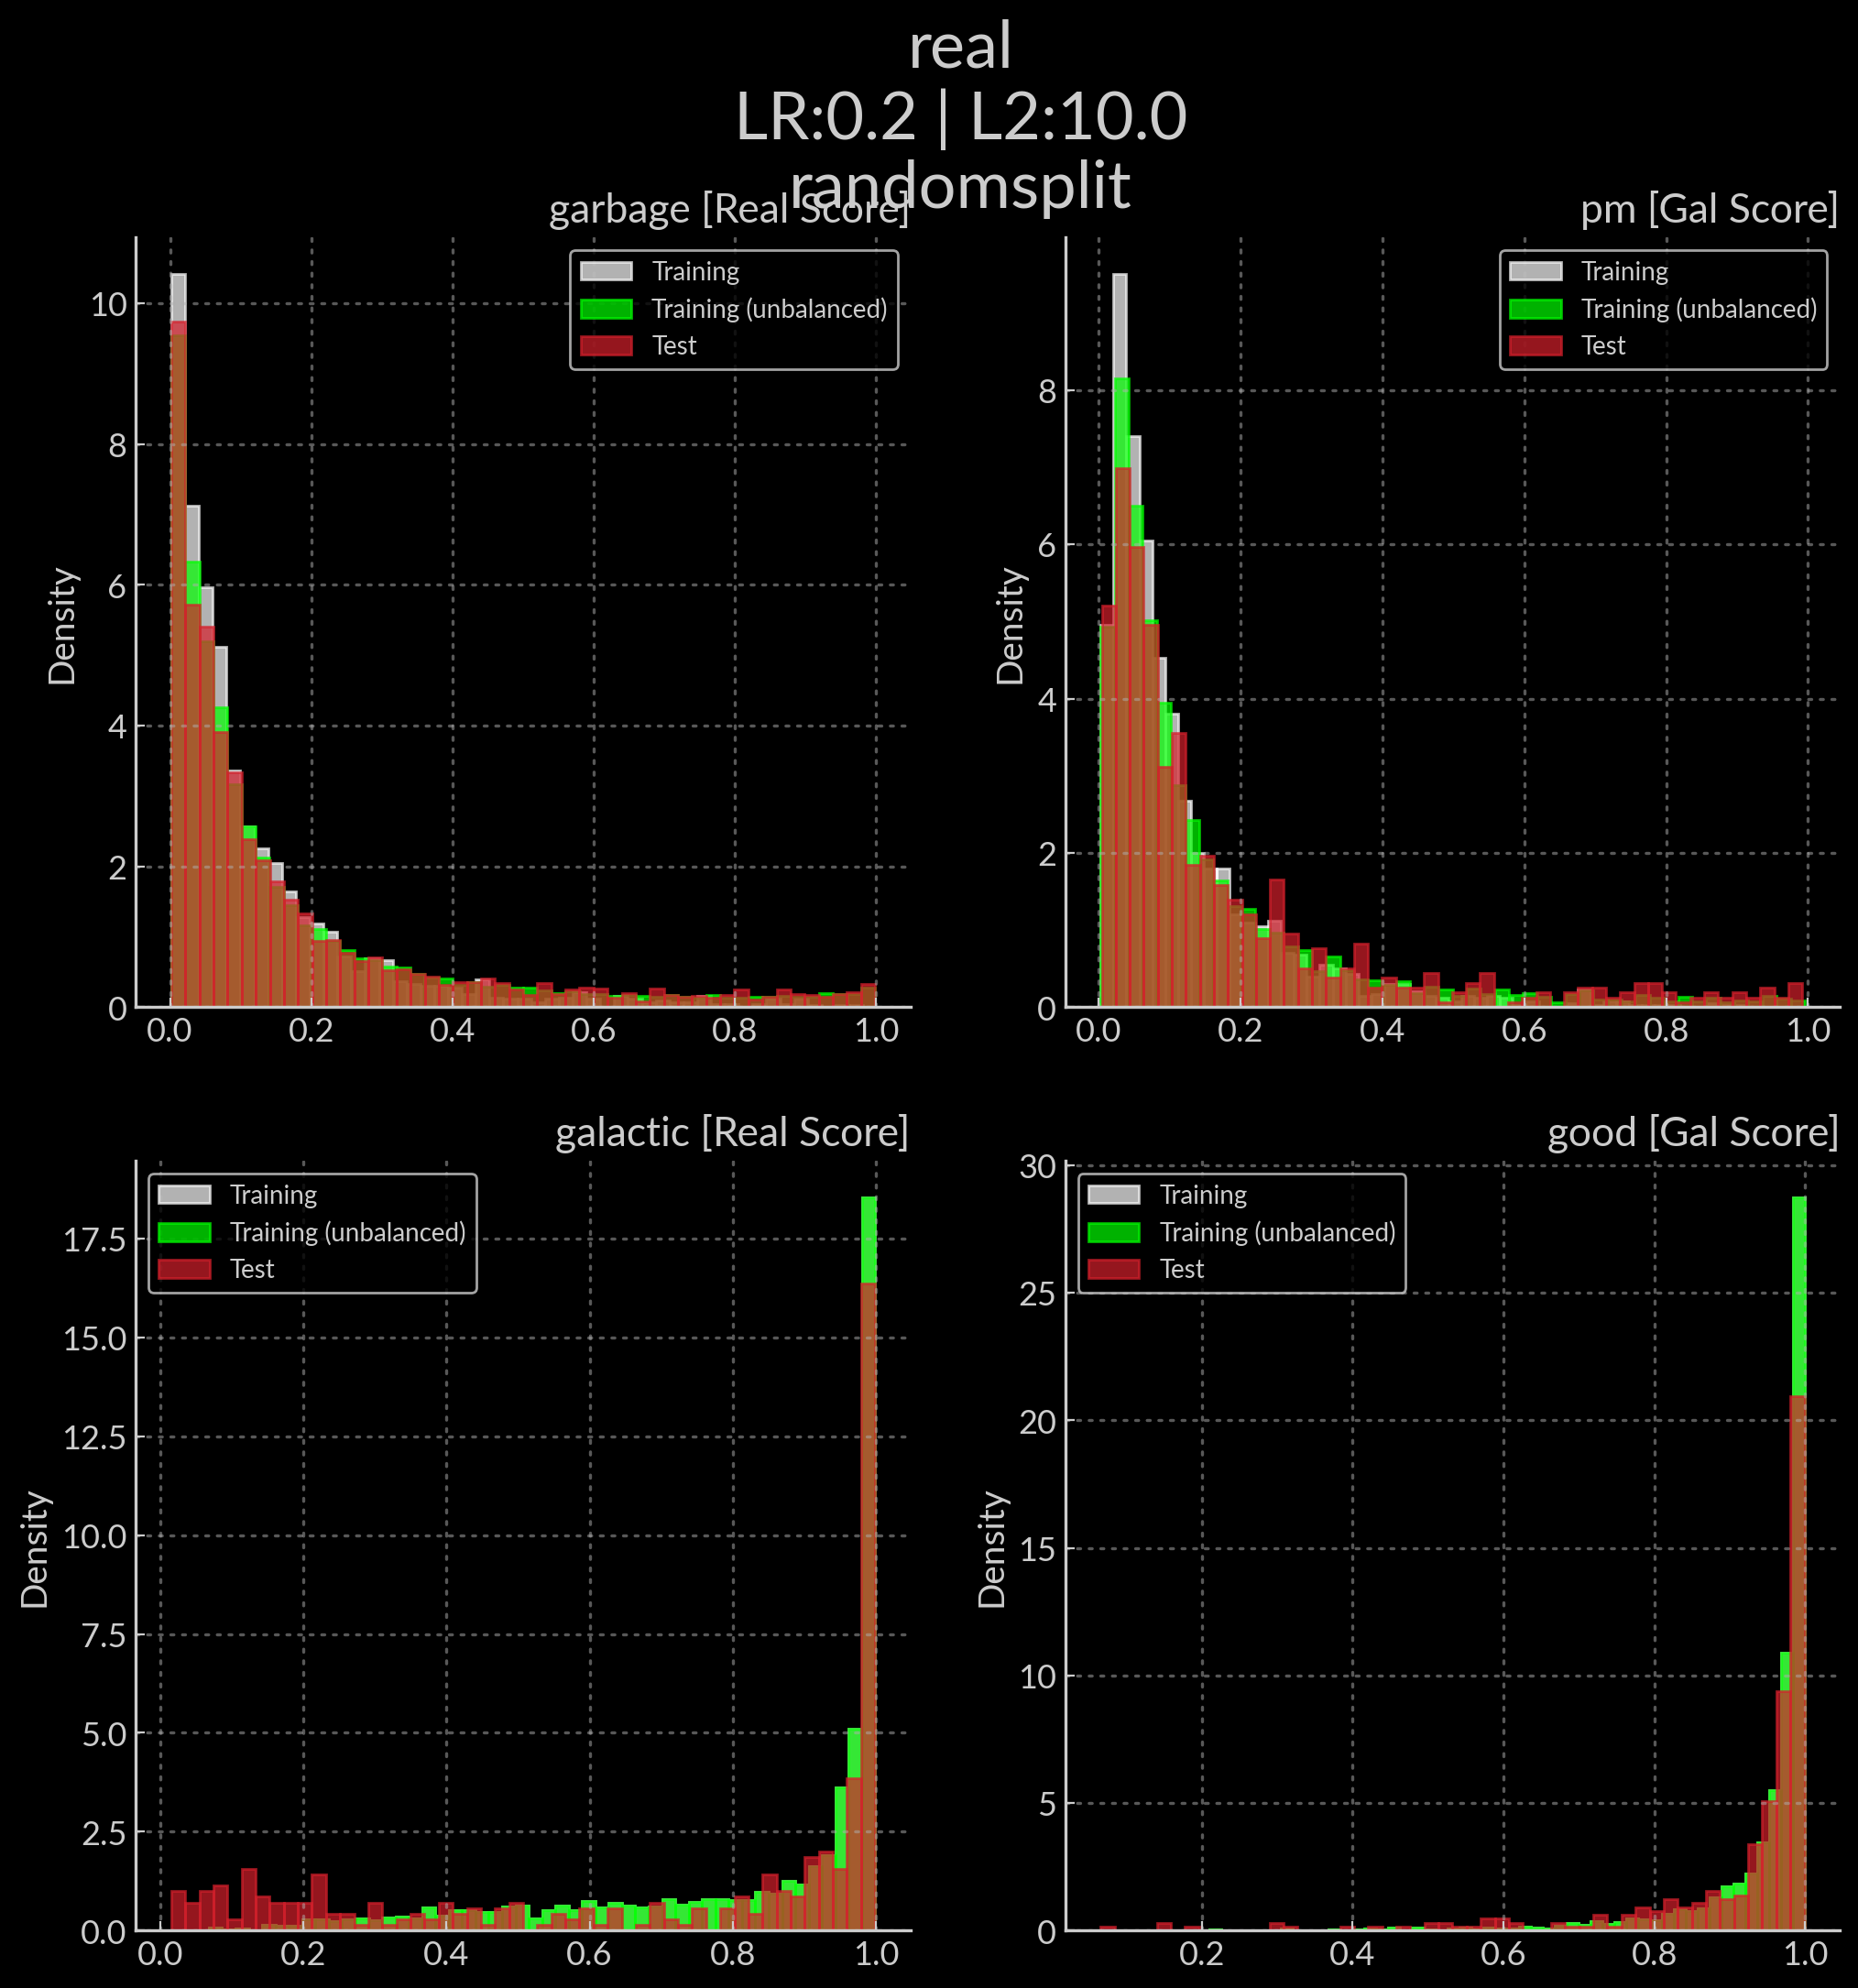 real
LR:0.2 | L2:10.0
randomsplit
garbage [Real Score]
Training
Training (unbalanced)
Test
Density
10
8
6
4
2
0
0.0 0.2 0.4 0.6 0.8 1.0
pm [Gal Score]
Training
Training (unbalanced)
Test
Density
8
6
4
2
0
0.0 0.2 0.4 0.6 0.8 1.0
galactic [Real Score]
Training
Training (unbalanced)
Test
Density
17.5
15.0
12.5
10.0
7.5
5.0
2.5
0.0
0.0 0.2 0.4 0.6 0.8 1.0
good [Gal Score]
Training
Training (unbalanced)
Test
Density
30
25
20
15
10
5
0
0.2 0.4 0.6 0.8 1.0